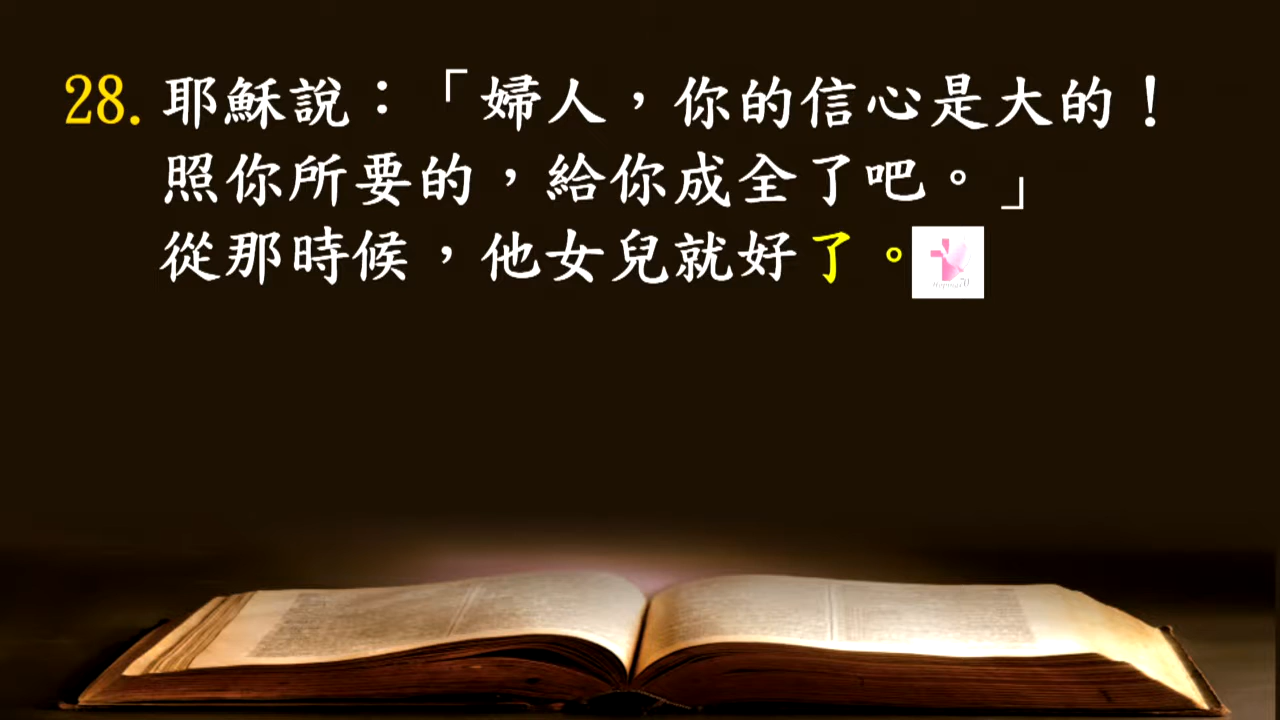 28. 耶穌說：「婦人，你的信心是大的！
照你所要的，給你成全了吧。」
從那時候，他女兒就好了。